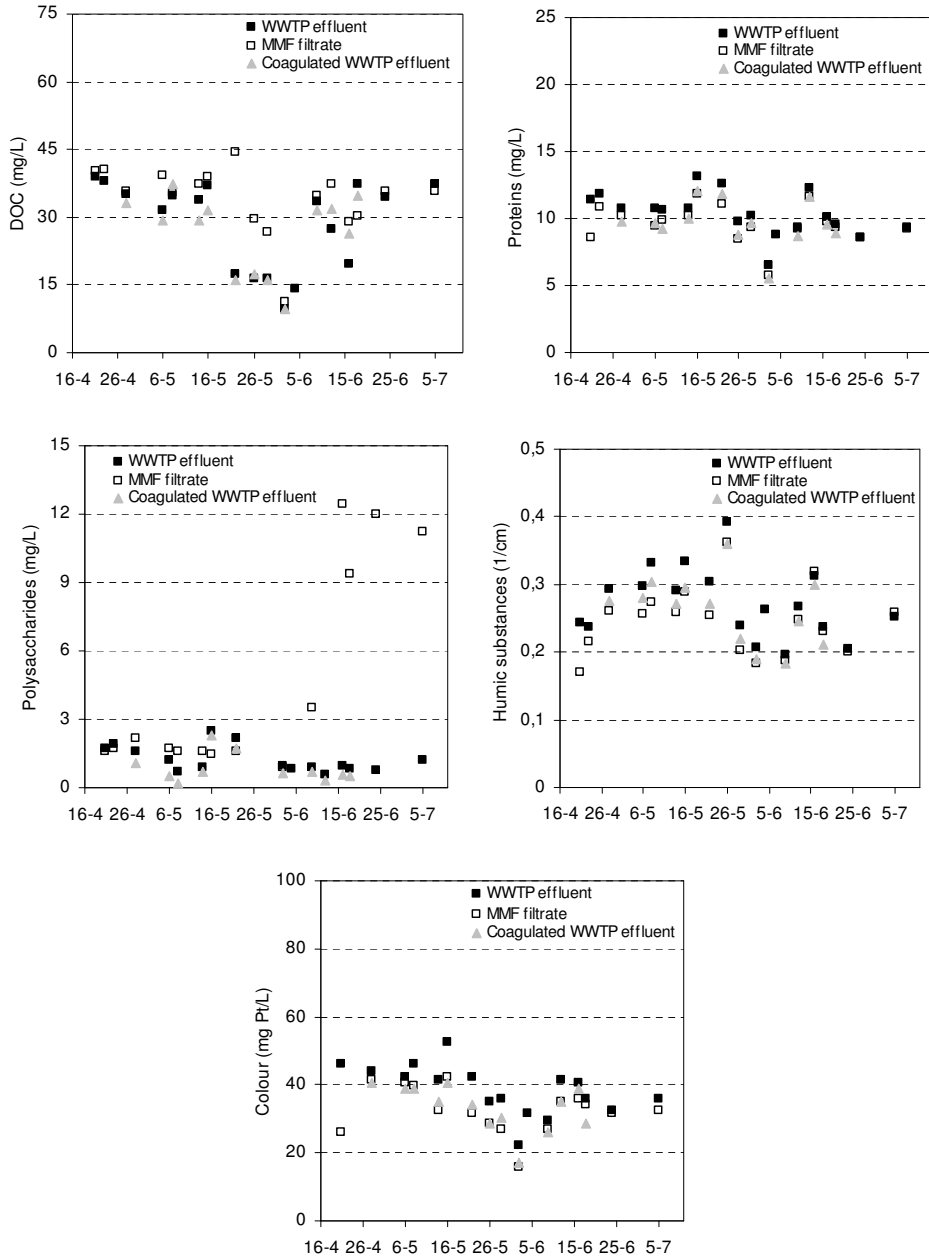 75
60
45
30
15
0
DOC (mg/L)
WWTP effluent
MMF filtrate
Coagulated WWTP effluent
16-4 26-4 6-5 16-5 26-5 5-6 15-6 25-6 5-7
25
20
15
10
5
0
Proteins (mg/L)
WWTP effluent
MMF filtrate
Coagulated WWTP effluent
16-4 26-4 6-5 16-5 26-5 5-6 15-6 25-6 5-7
15
12
9
6
3
0
Polysaccharides (mg/L)
WWTP effluent
MMF filtrate
Coagulated WWTP effluent
16-4 26-4 6-5 16-5 26-5 5-6 15-6 25-6 5-7
0,5
0,4
0,3
0,2
0,1
0
Humic substances (1/cm)
WWTP effluent
MMF filtrate
Coagulated WWTP effluent
16-4 26-4 6-5 16-5 26-5 5-6 15-6 25-6 5-7
100
80
60
40
20
0
Colour (mg Pt/L)
WWTP effluent
MMF filtrate
Coagulated WWTP effluent
16-4 26-4 6-5 16-5 26-5 5-6 15-6 25-6 5-7